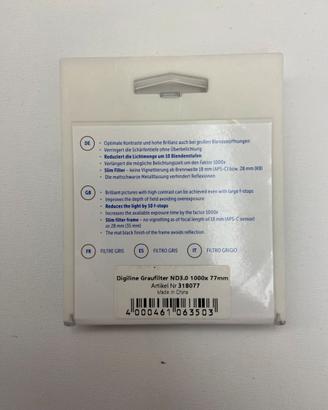 DE
• Optimale Kontraste und hohe Brillanz auch bei großen Blendenöffnungen
• Verringert die Schärfentiefe ohne Überbelichtung
• Reduziert die Lichtmenge um 10 Blendenstufen
• Verlängert die mögliche Belichtungszeit um den Faktor 1000x
• Slim Filter – keine Vignettierung ab Brennweite 18 mm (APS-C) bzw. 28 mm (KB)
• Die mattschwarze Metallfassung verhindert Reflexionen
GB
• Brilliant pictures with high contrast can be achieved even with large f-stops
• Improves the depth of field avoiding overexposure
• Reduces the light by 10 f-stops
• Increases the available exposure time by the factor 1000x
• Slim filter frame – no vignetting as of focal length of 18 mm (APS-C sensor)
or 28 mm (35 mm)
• The mat black finish of the frame avoids reflection.
FR FILTRE GRIS
ES FILTRO GRIS
IT FILTRO GRIGIO
Digiline Graufilter ND3.0 1000x 77mm
Artikel Nr 318077
Made in China
4 000461 063503